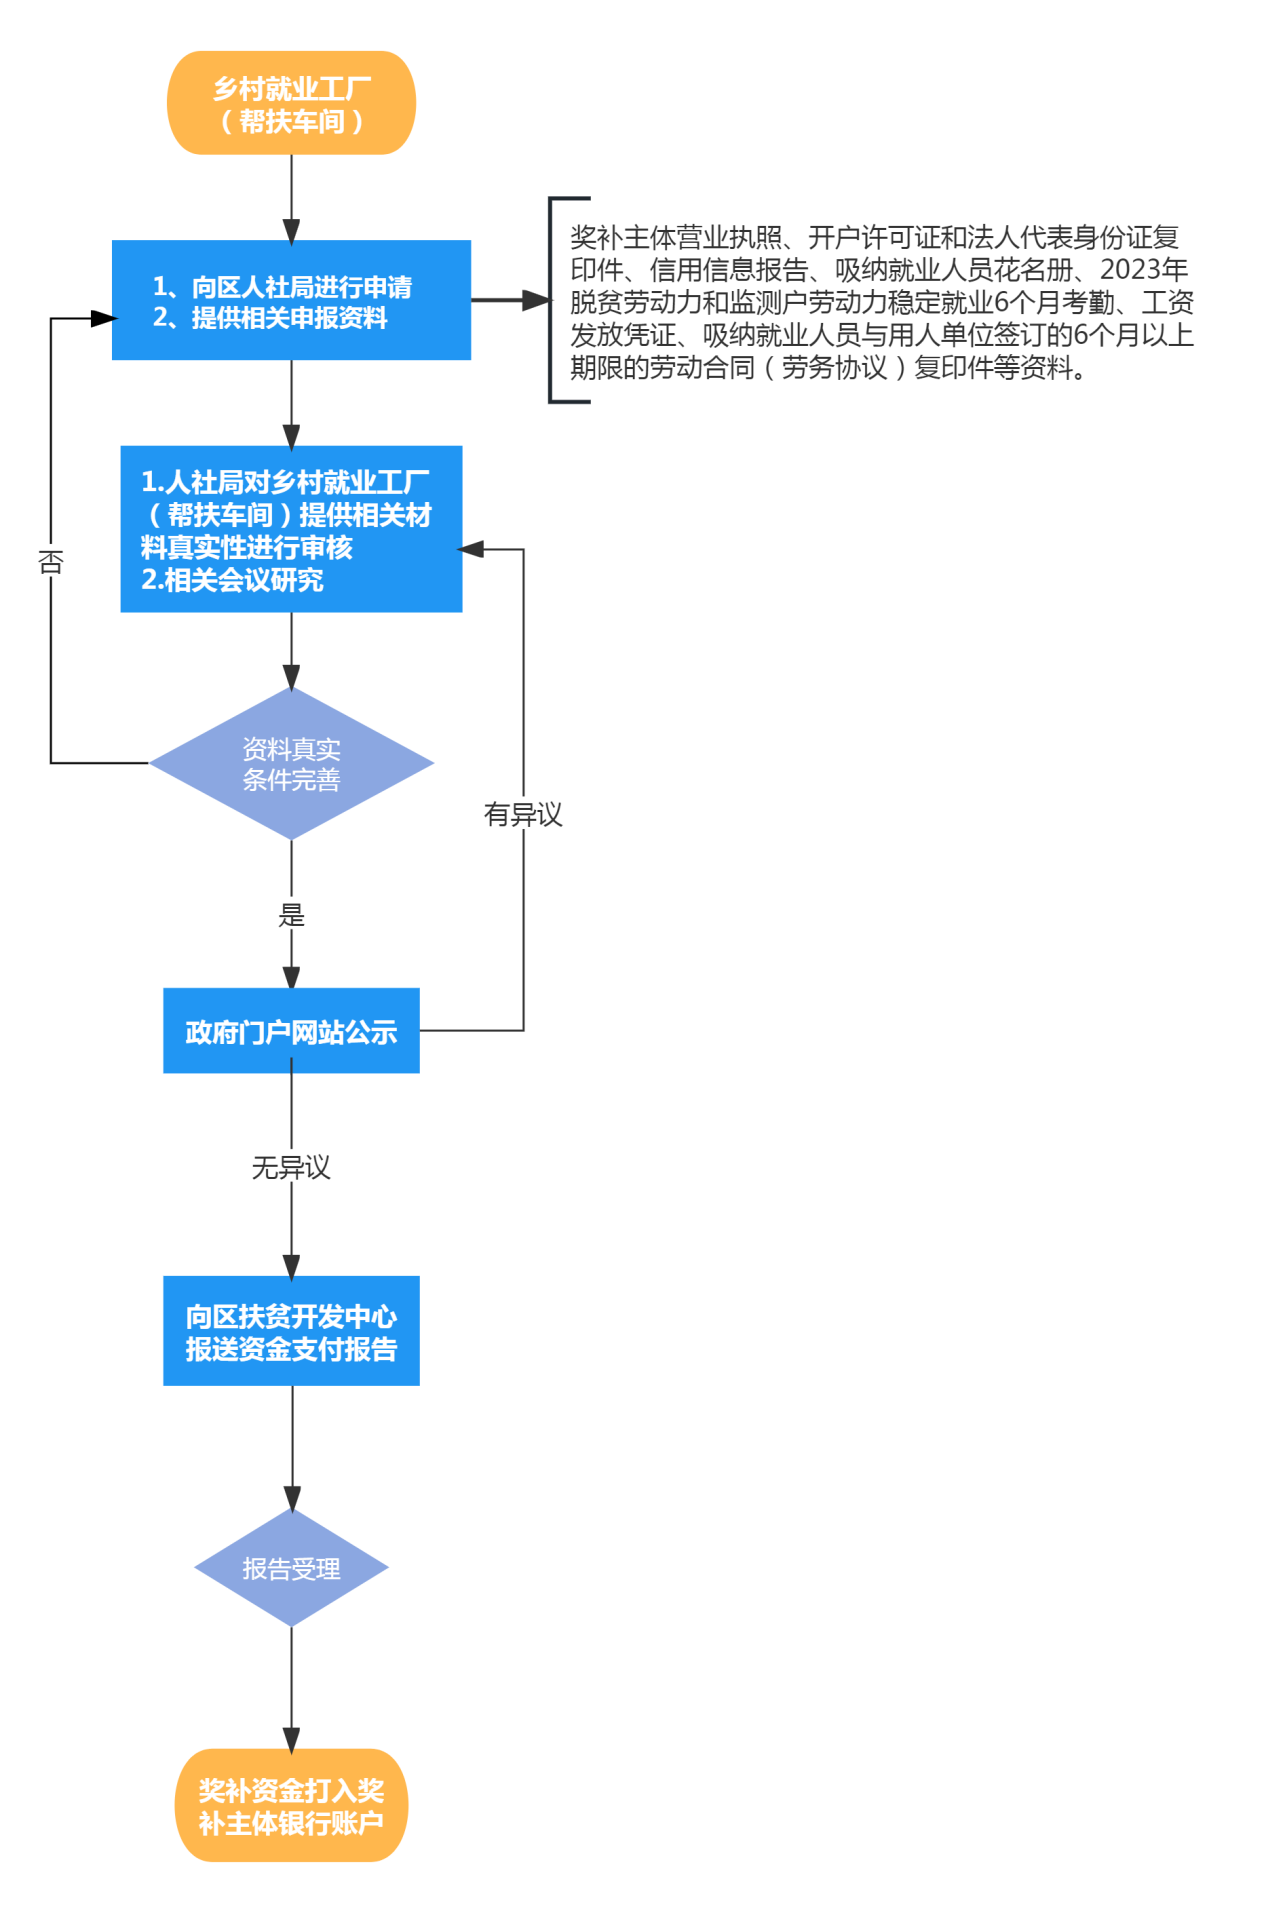 乡村就业工厂
（帮扶车间）
1、向区人社局进行申请
2、提供相关申报资料
奖补主体营业执照、开户许可证和法人代表身份证复
印件、信用信息报告、吸纳就业人员花名册、2023年
脱贫劳动力和监测户劳动力稳定就业6个月考勤、工资
发放凭证、吸纳就业人员与用人单位签订的6个月以上
期限的劳动合同（劳务协议）复印件等资料。
1.人社局对乡村就业工厂
（帮扶车间）提供相关材
料真实性进行审核
2.相关会议研究
否
资料真实
条件完善
有异议
是
政府门户网站公示
无异议
向区扶贫开发中心
报送资金支付报告
报告受理
奖补资金打入奖
补主体银行账户